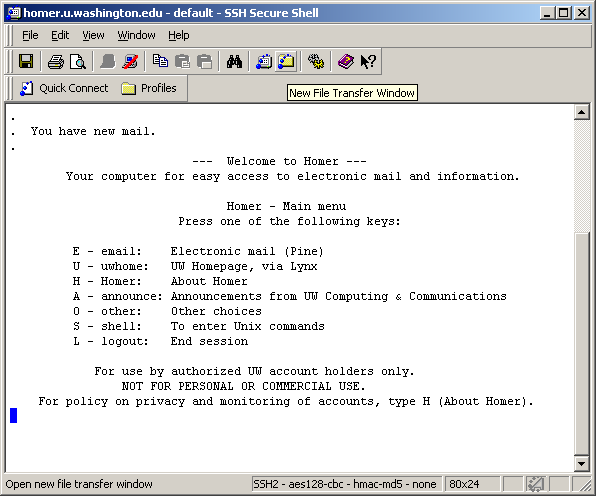 homer.u.washington.edu - default - SSH Secure Shell
File Edit View Window Help
Quick Connect Profiles
New File Transfer Window
.
. You have new mail.
.
--- Welcome to Homer ---
Your computer for easy access to electronic mail and information.
Homer - Main menu
Press one of the following keys:
E - email: Electronic mail (Pine)
U - uwhome: UW Homepage, via Lynx
H - Homer: About Homer
A - announce: Announcements from UW Computing & Communications
O - other: Other choices
S - shell: To enter Unix commands
L - logout: End session
For use by authorized UW account holders only.
NOT FOR PERSONAL OR COMMERCIAL USE.
For policy on privacy and monitoring of accounts, type H (About Homer).
Open new file transfer window SSH2 - aes128-cbc - hmac-md5 - none 80x24